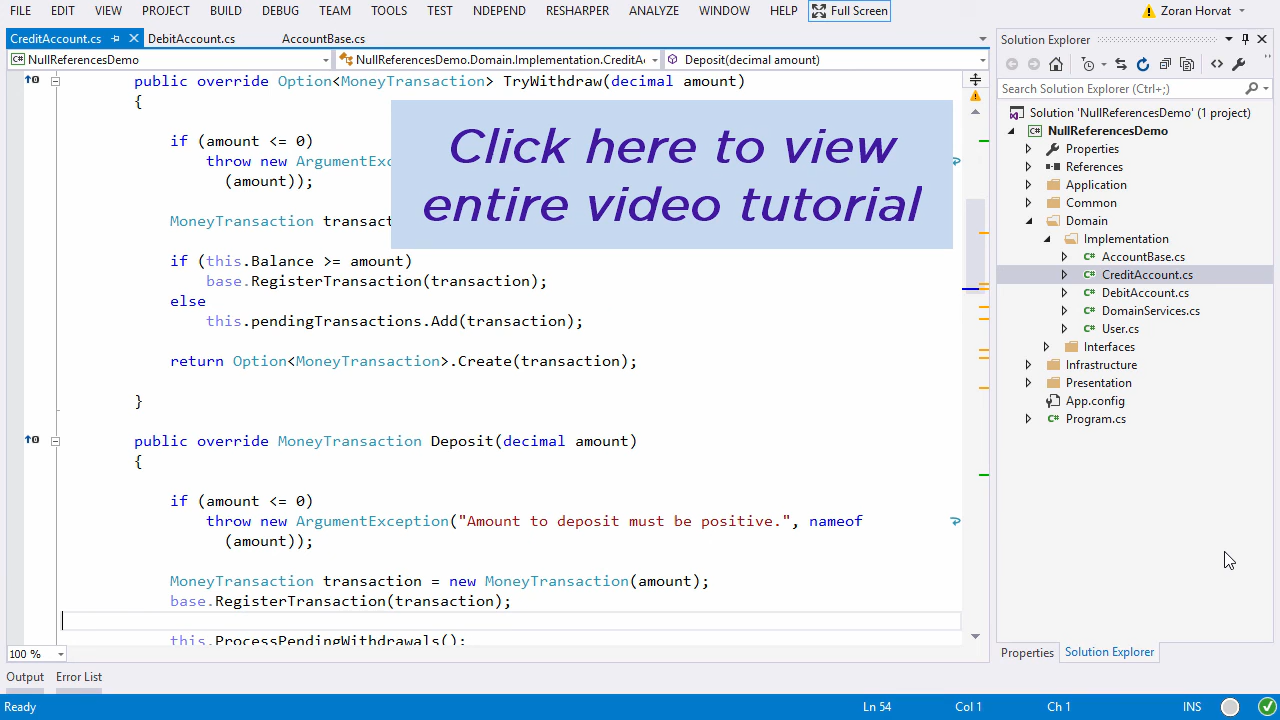 FILE EDIT VIEW PROJECT BUILD DEBUG TEAM TOOLS TEST NDEPEND RESHARPER ANALYZE WINDOW HELP Full Screen Zoran Horvat
CreditAccount.cs DebitAccount.cs AccountBase.cs
NullReferencesDemo NullReferencesDemo.Domain.Implementation.CreditAc Deposit(decimal amount)
public override Option<MoneyTransaction> TryWithdraw(decimal amount)
{
if (amount <= 0)
throw new ArgumentExce
(amount));
MoneyTransaction transact
if (this.Balance >= amount)
base.RegisterTransaction(transaction);
else
this.pendingTransactions.Add(transaction);
return Option<MoneyTransaction>.Create(transaction);
}
public override MoneyTransaction Deposit(decimal amount)
{
if (amount <= 0)
throw new ArgumentException("Amount to deposit must be positive.", nameof
(amount));
MoneyTransaction transaction = new MoneyTransaction(amount);
base.RegisterTransaction(transaction);
this.ProcessPendingWithdrawals();
Click here to view
entire video tutorial
100 %
Output Error List
Solution Explorer
Search Solution Explorer (Ctrl+;)
Solution 'NullReferencesDemo' (1 project)
NullReferencesDemo
Properties
References
Application
Common
Domain
Implementation
AccountBase.cs
CreditAccount.cs
DebitAccount.cs
DomainServices.cs
User.cs
Interfaces
Infrastructure
Presentation
App.config
Program.cs
Properties Solution Explorer
Ready Ln 54 Col 1 Ch 1 INS